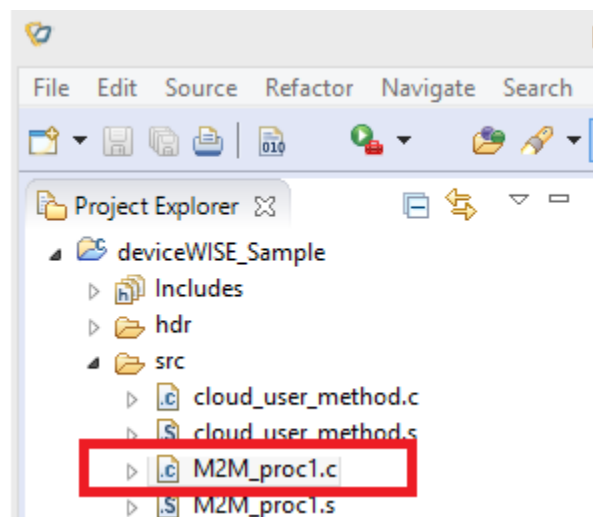 File Edit Source Refactor Navigate Search
010
Project Explorer
deviceWISE_Sample
h Includes
hdr
src
.c cloud_user_method.c
.S cloud_user_method.s
.c M2M_proc1.c
.S M2M_proc1.s